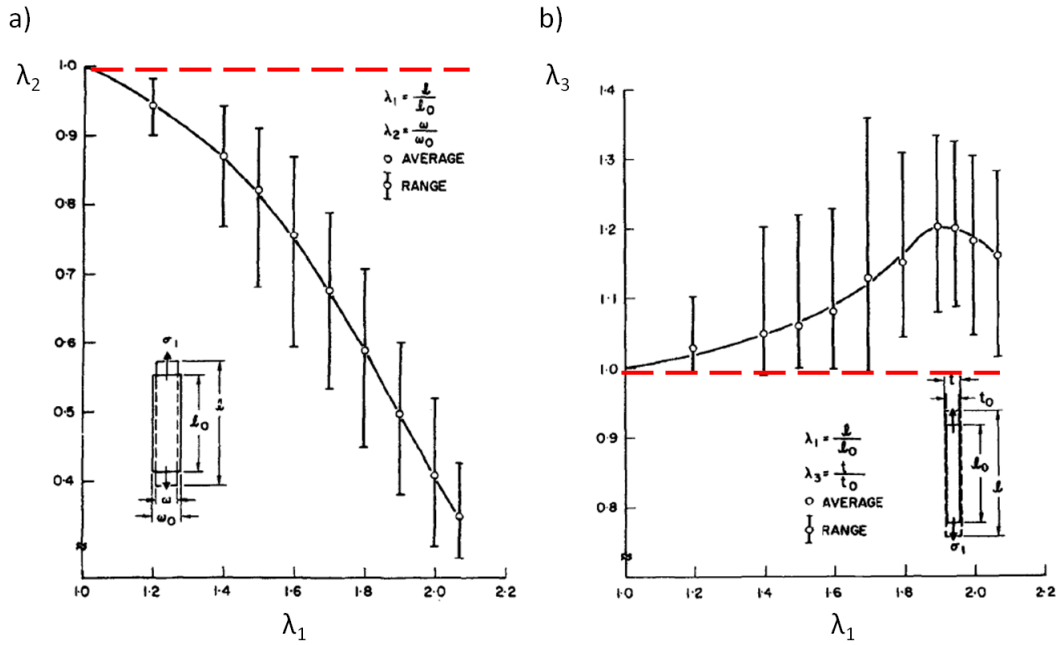 a)
λ2
1·0
0·9
0·8
0·7
0·6
0·5
0·4
λ1 = l/l0
λ2 = ω/ω0
AVERAGE
RANGE
σ1
l0
l
ω
ω0
1·0 1·2 1·4 1·6 1·8 2·0 2·2
λ1
b)
λ3
1·4
1·3
1·2
1·1
1·0
0·9
0·8
t
t0
l0
l
σ1
λ1 = l/l0
λ3 = t/t0
AVERAGE
RANGE
1·0 1·2 1·4 1·6 1·8 2·0 2·2
λ1